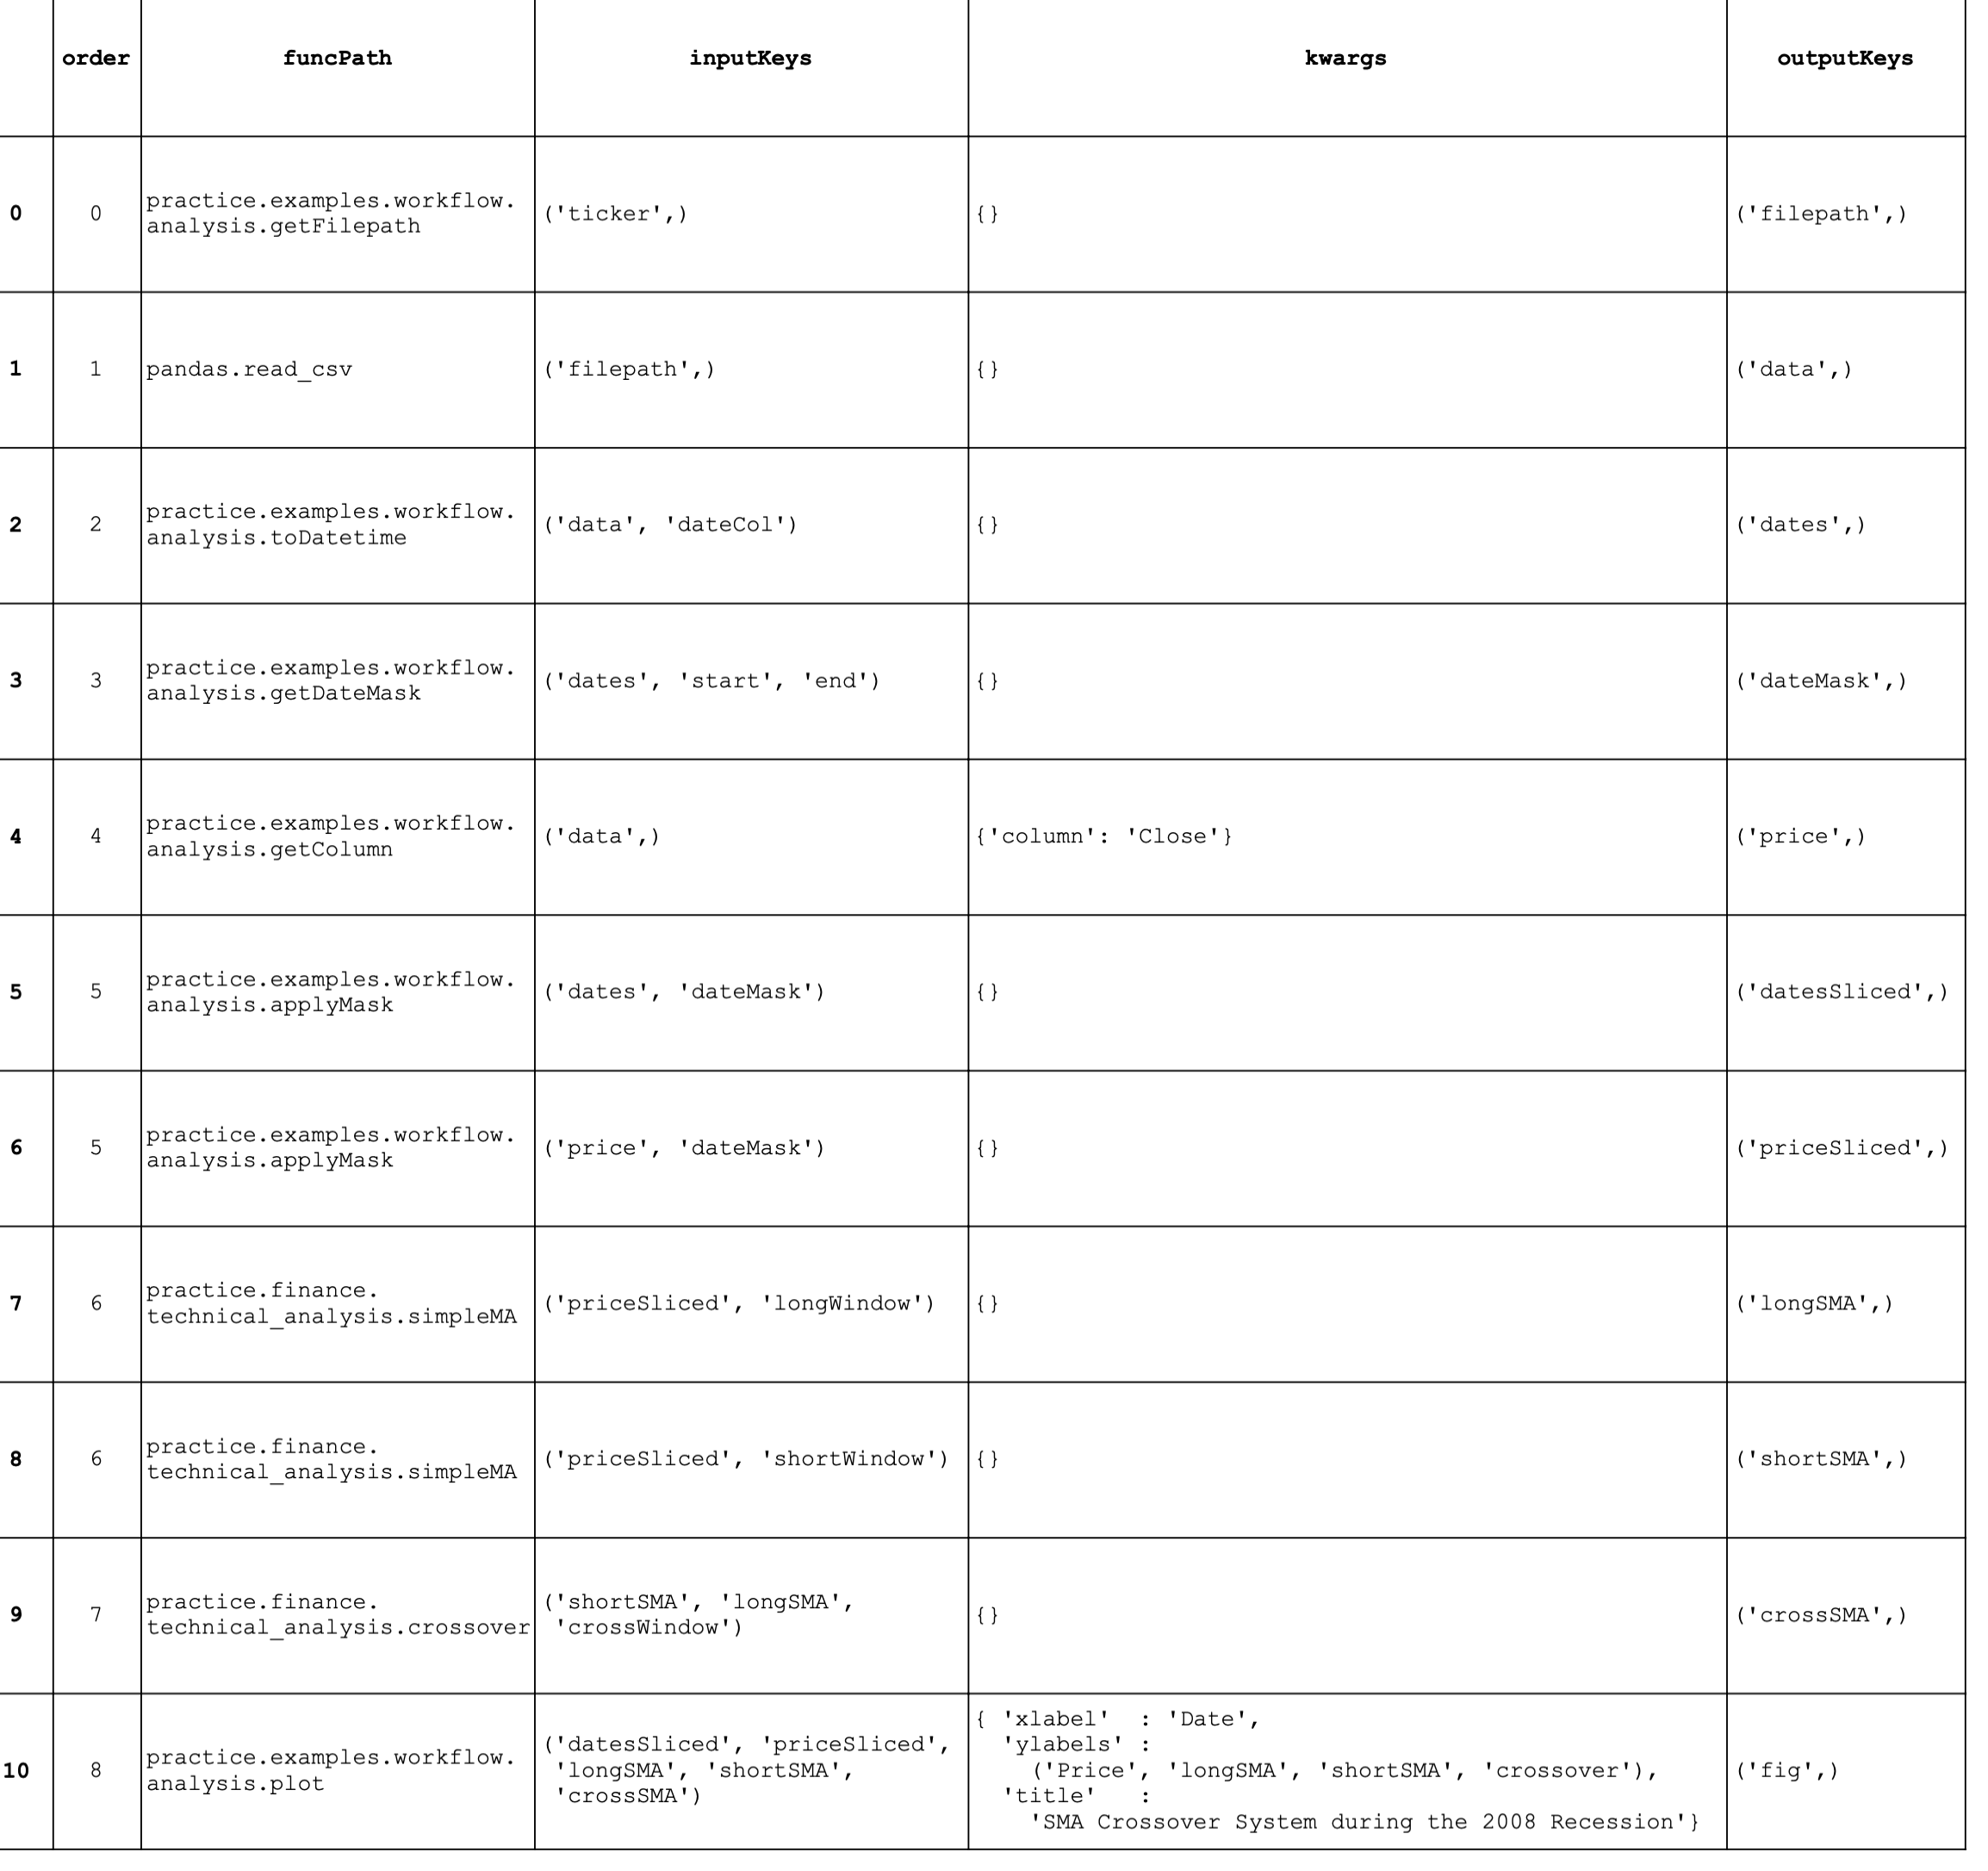 order funcPath inputKeys kwargs outputKeys
0 0 practice.examples.workflow. ('ticker',) {} ('filepath',)
analysis.getFilepath
1 1 pandas.read_csv ('filepath',) {} ('data',)
2 2 practice.examples.workflow. ('data', 'dateCol') {} ('dates',)
analysis.toDatetime
3 3 practice.examples.workflow. ('dates', 'start', 'end') {} ('dateMask',)
analysis.getDateMask
4 4 practice.examples.workflow. ('data',) {'column': 'Close'} ('price',)
analysis.getColumn
5 5 practice.examples.workflow. ('dates', 'dateMask') {} ('datesSliced',)
analysis.applyMask
6 5 practice.examples.workflow. ('price', 'dateMask') {} ('priceSliced',)
analysis.applyMask
7 6 practice.finance. ('priceSliced', 'longWindow') {} ('longSMA',)
technical_analysis.simpleMA
8 6 practice.finance. ('priceSliced', 'shortWindow') {} ('shortSMA',)
technical_analysis.simpleMA
9 7 practice.finance. ('shortSMA', 'longSMA', {} ('crossSMA',)
technical_analysis.crossover 'crossWindow')
10 8 practice.examples.workflow.
analysis.plot
('datesSliced', 'priceSliced',
'longSMA', 'shortSMA',
'crossSMA')
{ 'xlabel' : 'Date',
'ylabels' :
('Price', 'longSMA', 'shortSMA', 'crossover'),
'title' :
'SMA Crossover System during the 2008 Recession'}
('fig',)